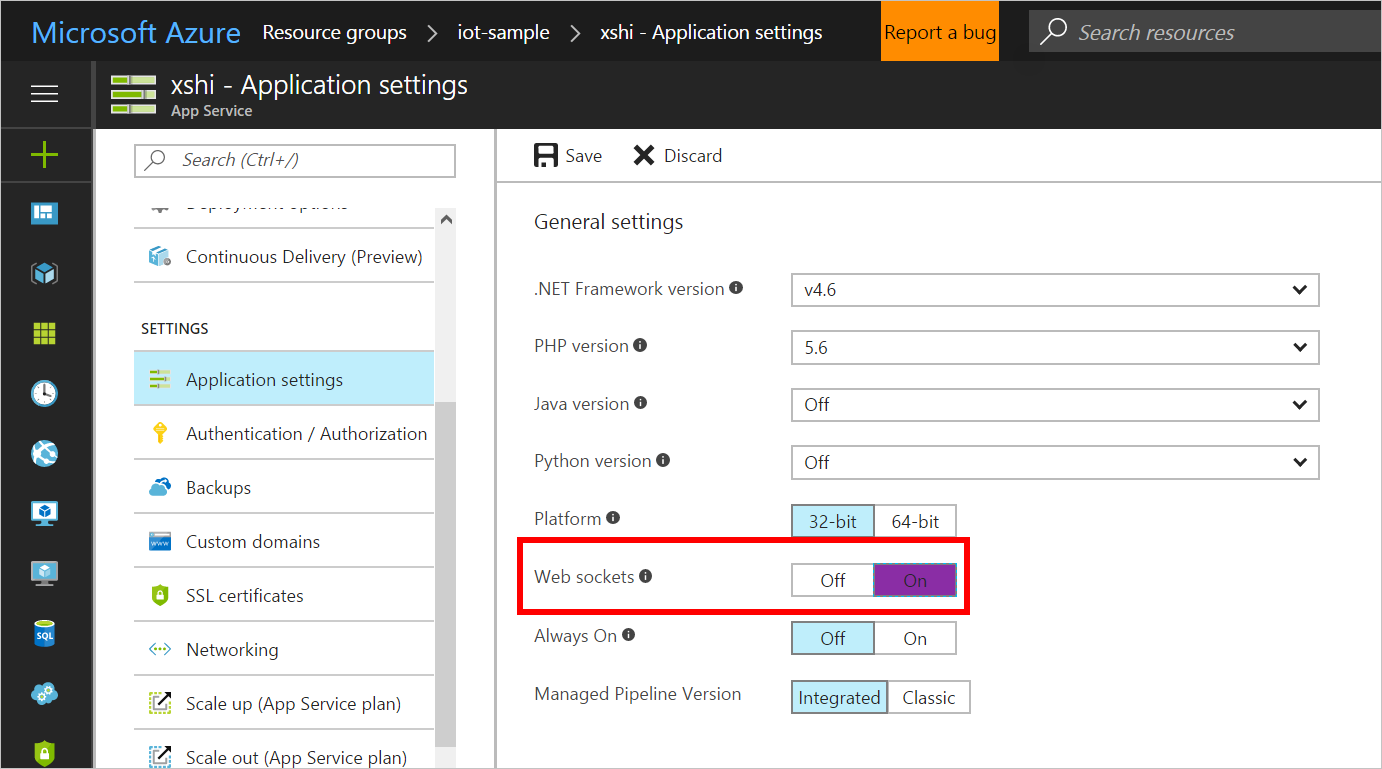 Microsoft Azure Resource groups > iot-sample > xshi - Application settings Report a bug Search resources
xshi - Application settings
App Service
Search (Ctrl+/)
Deployment options
Continuous Delivery (Preview)
SETTINGS
Application settings
Authentication / Authorization
Backups
www
Custom domains
SSL certificates
Networking
Scale up (App Service plan)
Scale out (App Service plan)
SQL
Save Discard
General settings
.NET Framework version v4.6
PHP version 5.6
Java version Off
Python version Off
Platform 32-bit 64-bit
Web sockets Off On
Always On Off On
Managed Pipeline Version Integrated Classic